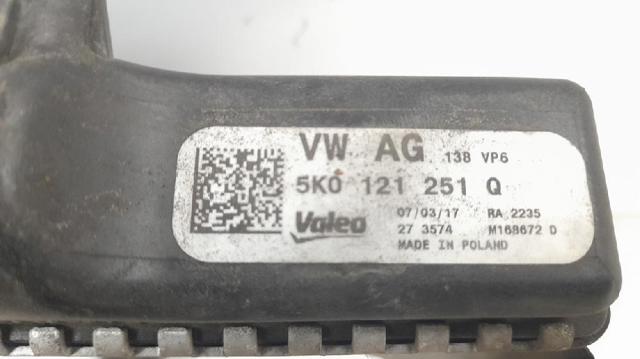 VW AG 138 VP6
5K0 121 251 Q
Valeo 07/03/17 RA 2235
27 3574 M168672 D
MADE IN POLAND